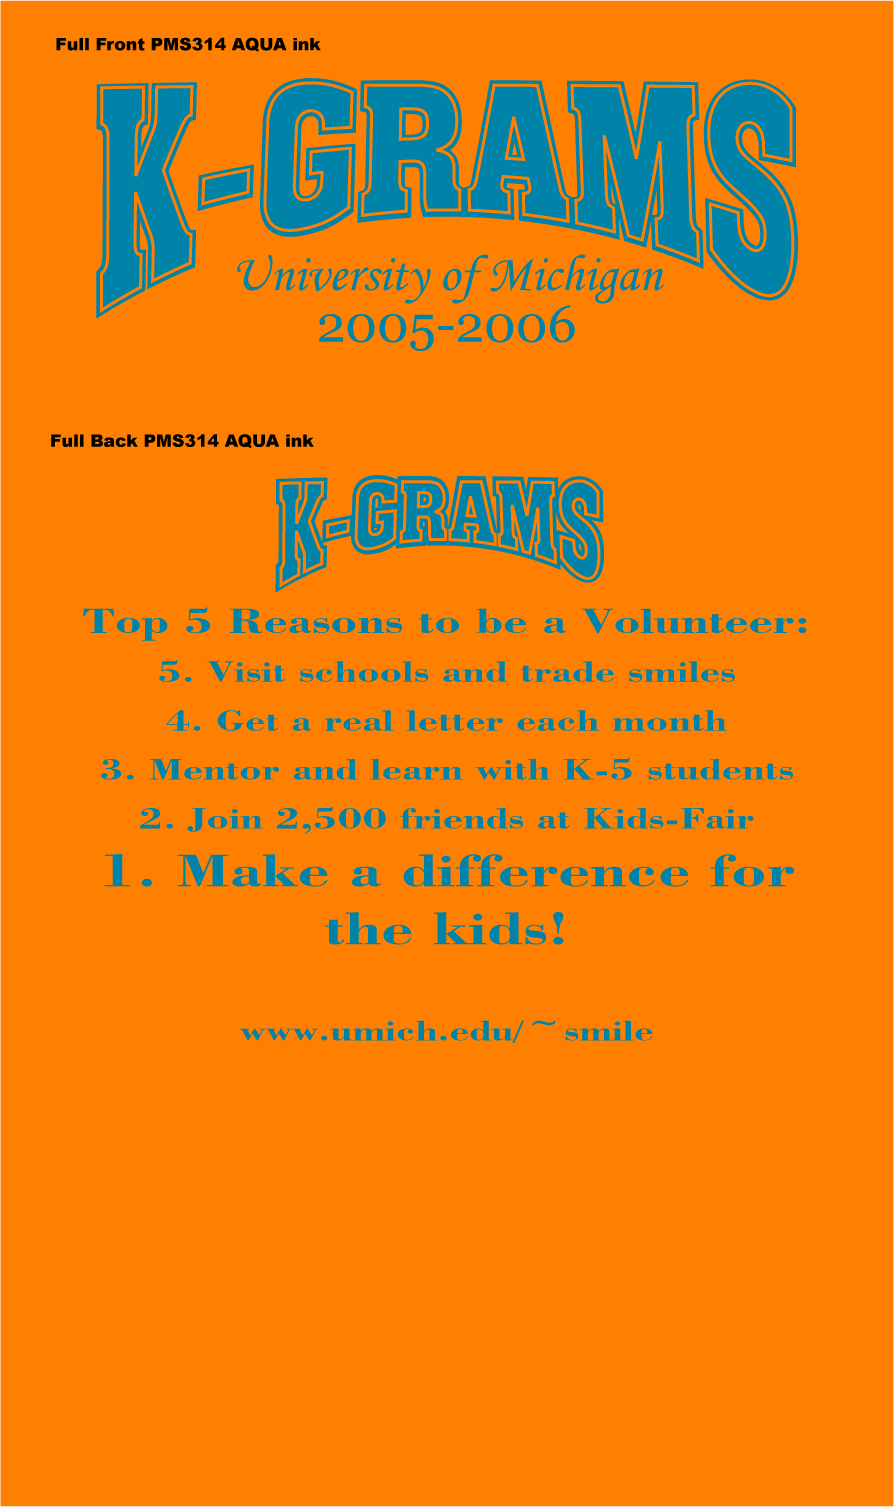 Full Front PMS314 AQUA ink
K-GRAMS
University of Michigan
2005-2006
Full Back PMS314 AQUA ink
K-GRAMS
Top 5 Reasons to be a Volunteer:
5. Visit schools and trade smiles
4. Get a real letter each month
3. Mentor and learn with K-5 students
2. Join 2,500 friends at Kids-Fair
1. Make a difference for
the kids!
www.umich.edu/~smile